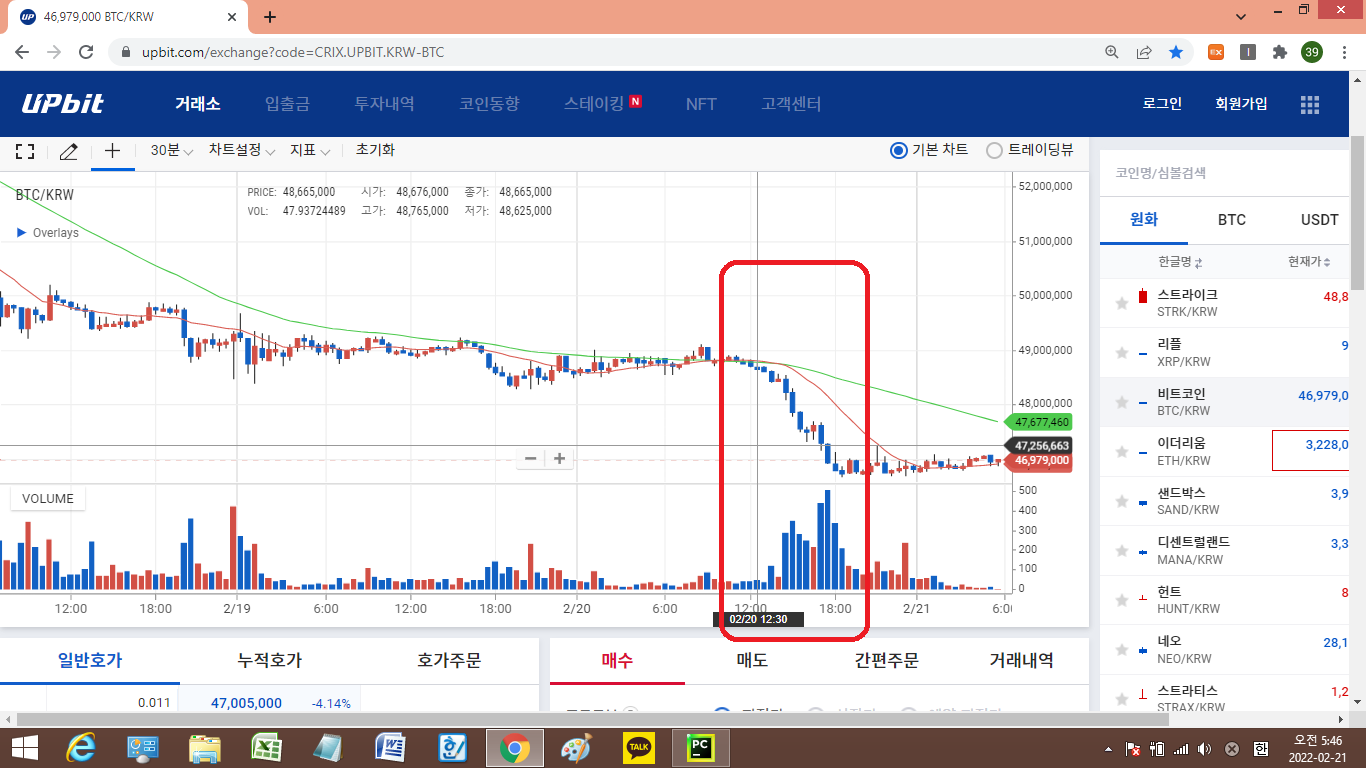 UP 46,979,000 BTC/KRW
upbit.com/exchange?code=CRIX.UPBIT.KRW-BTC
39
UPbit 거래소 입출금 투자내역 코인동향 스테이킹 N NFT 고객센터 로그인 회원가입
30분 차트설정 지표 초기화 기본 차트 트레이딩뷰
BTC/KRW
Overlays
PRICE: 48,665,000 시가: 48,676,000 종가: 48,665,000
VOL: 47.93724489 고가: 48,765,000 저가: 48,625,000
52,000,000
51,000,000
50,000,000
49,000,000
48,000,000
47,677,460
47,256,663
46,979,000
VOLUME
500
400
300
200
100
0
12:00 18:00 2/19 6:00 12:00 18:00 2/20 6:00 12:00 18:00 2/21 6:00
02/20 12:30
코인명/심볼검색
원화 BTC USDT
한글명 현재가
스트라이크 48,8
STRK/KRW
리플 9
XRP/KRW
비트코인 46,979,0
BTC/KRW
이더리움 3,228,0
ETH/KRW
샌드박스 3,9
SAND/KRW
디센트럴랜드 3,3
MANA/KRW
헌트 8
HUNT/KRW
네오 28,1
NEO/KRW
스트라티스 1,2
STRAX/KRW
일반호가 누적호가 호가주문
매수 매도 간편주문 거래내역
0.011 47,005,000 -4.14%
TALK
PC
한
오전 5:46
2022-02-21